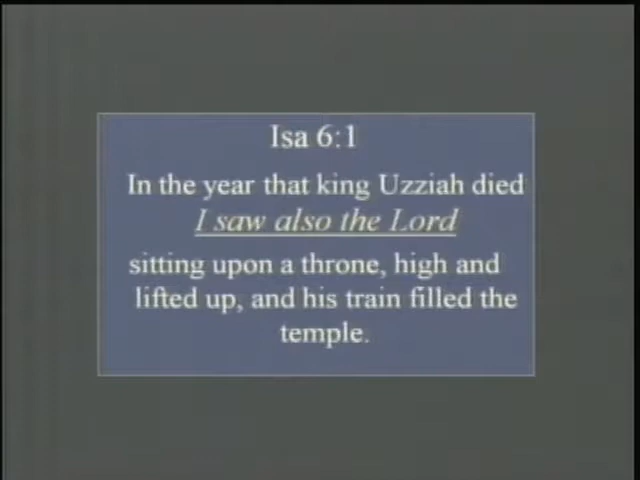 Isa 6:1
In the year that king Uzziah died
I saw also the Lord
sitting upon a throne, high and
lifted up, and his train filled the
temple.